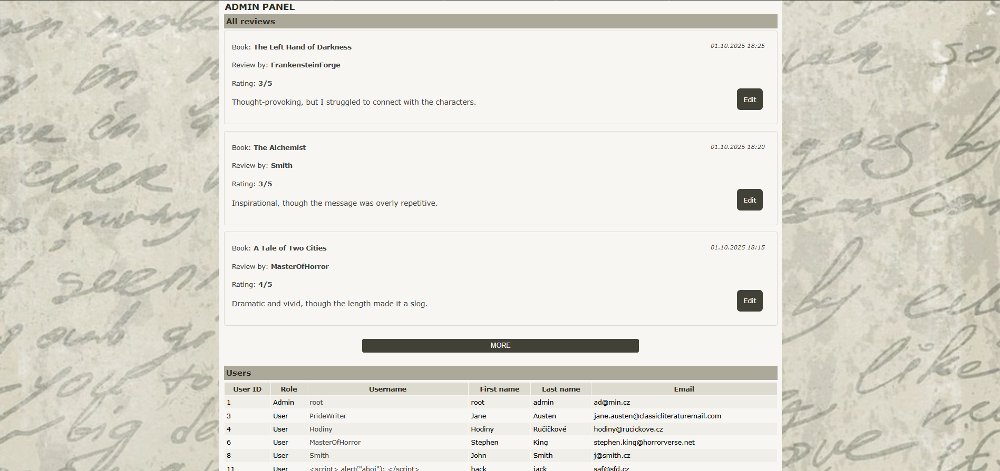 ADMIN PANEL
All reviews
Book: The Left Hand of Darkness
01.10.2025 18:25
Review by: FrankensteinForge
Rating: 3/5
Thought-provoking, but I struggled to connect with the characters.
Edit
Book: The Alchemist
01.10.2025 18:20
Review by: Smith
Rating: 3/5
Inspirational, though the message was overly repetitive.
Edit
Book: A Tale of Two Cities
01.10.2025 18:15
Review by: MasterOfHorror
Rating: 4/5
Dramatic and vivid, though the length made it a slog.
Edit
MORE
Users
User ID Role Username First name Last name Email
1 Admin root root admin ad@min.cz
3 User PrideWriter Jane Austen jane.austen@classicliteraturemail.com
4 User Hodiny Hodiny Ručičkové hodiny@rucickove.cz
6 User MasterOfHorror Stephen King stephen.king@horrorverse.net
8 User Smith John Smith j@smith.cz
11 User <script> alert("ahoj"); </script> hack jack saf@sfd.cz